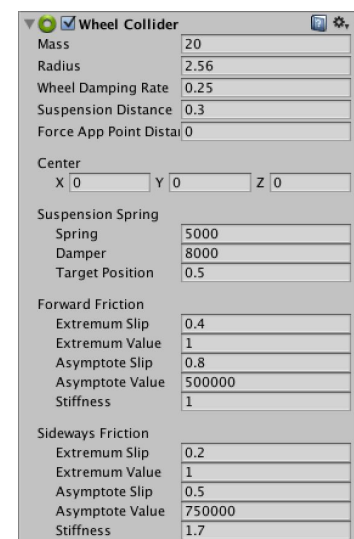 Wheel Collider
Mass 20
Radius 2.56
Wheel Damping Rate 0.25
Suspension Distance 0.3
Force App Point Distai 0
Center
X 0 Y 0 Z 0
Suspension Spring
Spring 5000
Damper 8000
Target Position 0.5
Forward Friction
Extremum Slip 0.4
Extremum Value 1
Asymptote Slip 0.8
Asymptote Value 500000
Stiffness 1
Sideways Friction
Extremum Slip 0.2
Extremum Value 1
Asymptote Slip 0.5
Asymptote Value 750000
Stiffness 1.7